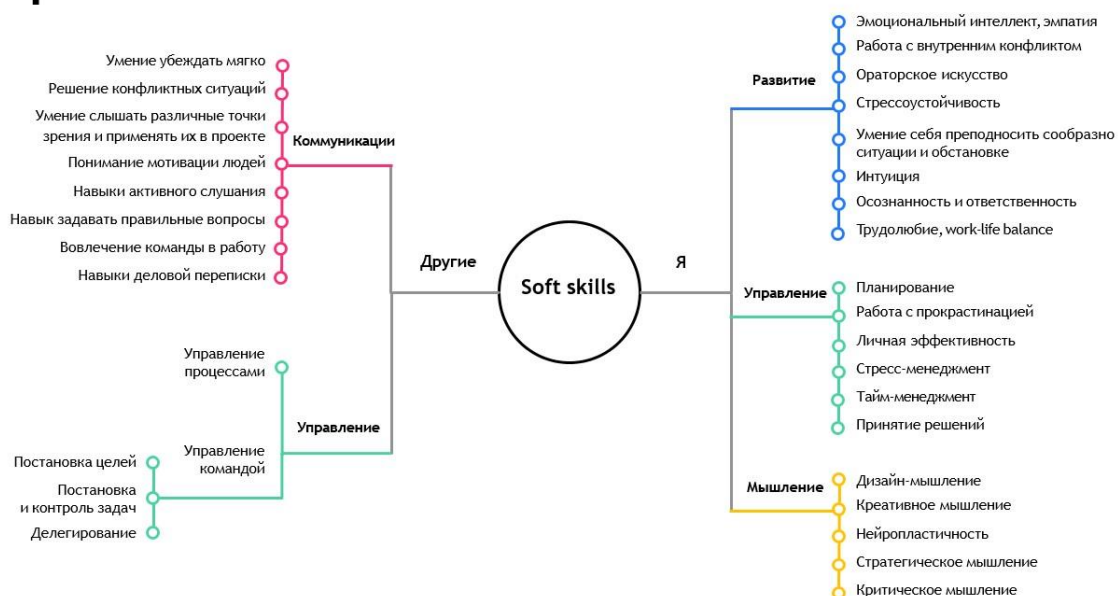 Умение убеждать мягко
Решение конфликтных ситуаций
Умение слышать различные точки
зрения и применять их в проекте
Понимание мотивации людей
Навыки активного слушания
Навык задавать правильные вопросы
Вовлечение команды в работу
Навыки деловой переписки
Коммуникации
Другие
Управление
процессами
Управление
Управление
командой
Постановка целей
Постановка
и контроль задач
Делегирование
Soft skills
Я
Развитие
Эмоциональный интеллект, эмпатия
Работа с внутренним конфликтом
Ораторское искусство
Стрессоустойчивость
Умение себя преподносить сообразно
ситуации и обстановке
Интуиция
Осознанность и ответственность
Трудолюбие, work-life balance
Управление
Планирование
Работа с прокрастинацией
Личная эффективность
Стресс-менеджмент
Тайм-менеджмент
Принятие решений
Мышление
Дизайн-мышление
Креативное мышление
Нейропластичность
Стратегическое мышление
Критическое мышление